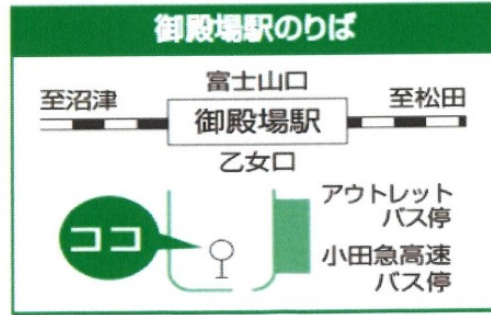 御殿場駅のりば
富士山口
至沼津
至松田
御殿場駅
乙女口
アウトレット
バス停
ココ
小田急高速
バス停